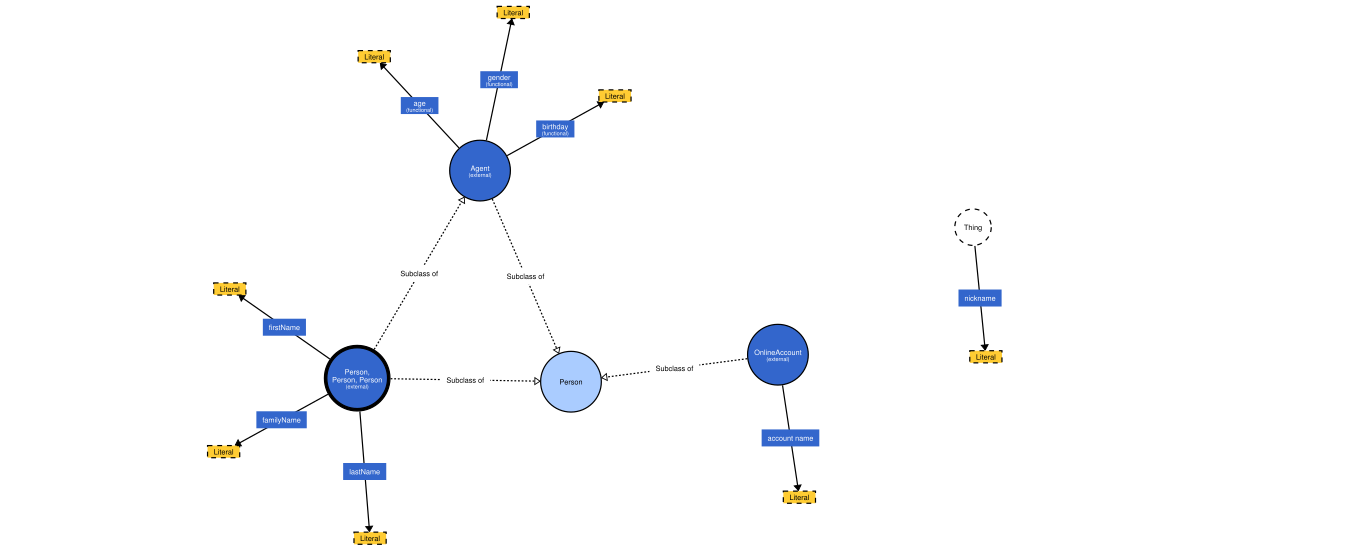 Literal
Literal
gender
(functional)
Literal
age
(functional)
birthday
(functional)
Agent
(external)
Thing
Subclass of
Subclass of
Literal
nickname
firstName
OnlineAccount
(external)
Literal
Subclass of
Person,
Person, Person
(external)
Subclass of
Person
familyName
account name
Literal
lastName
Literal
Literal